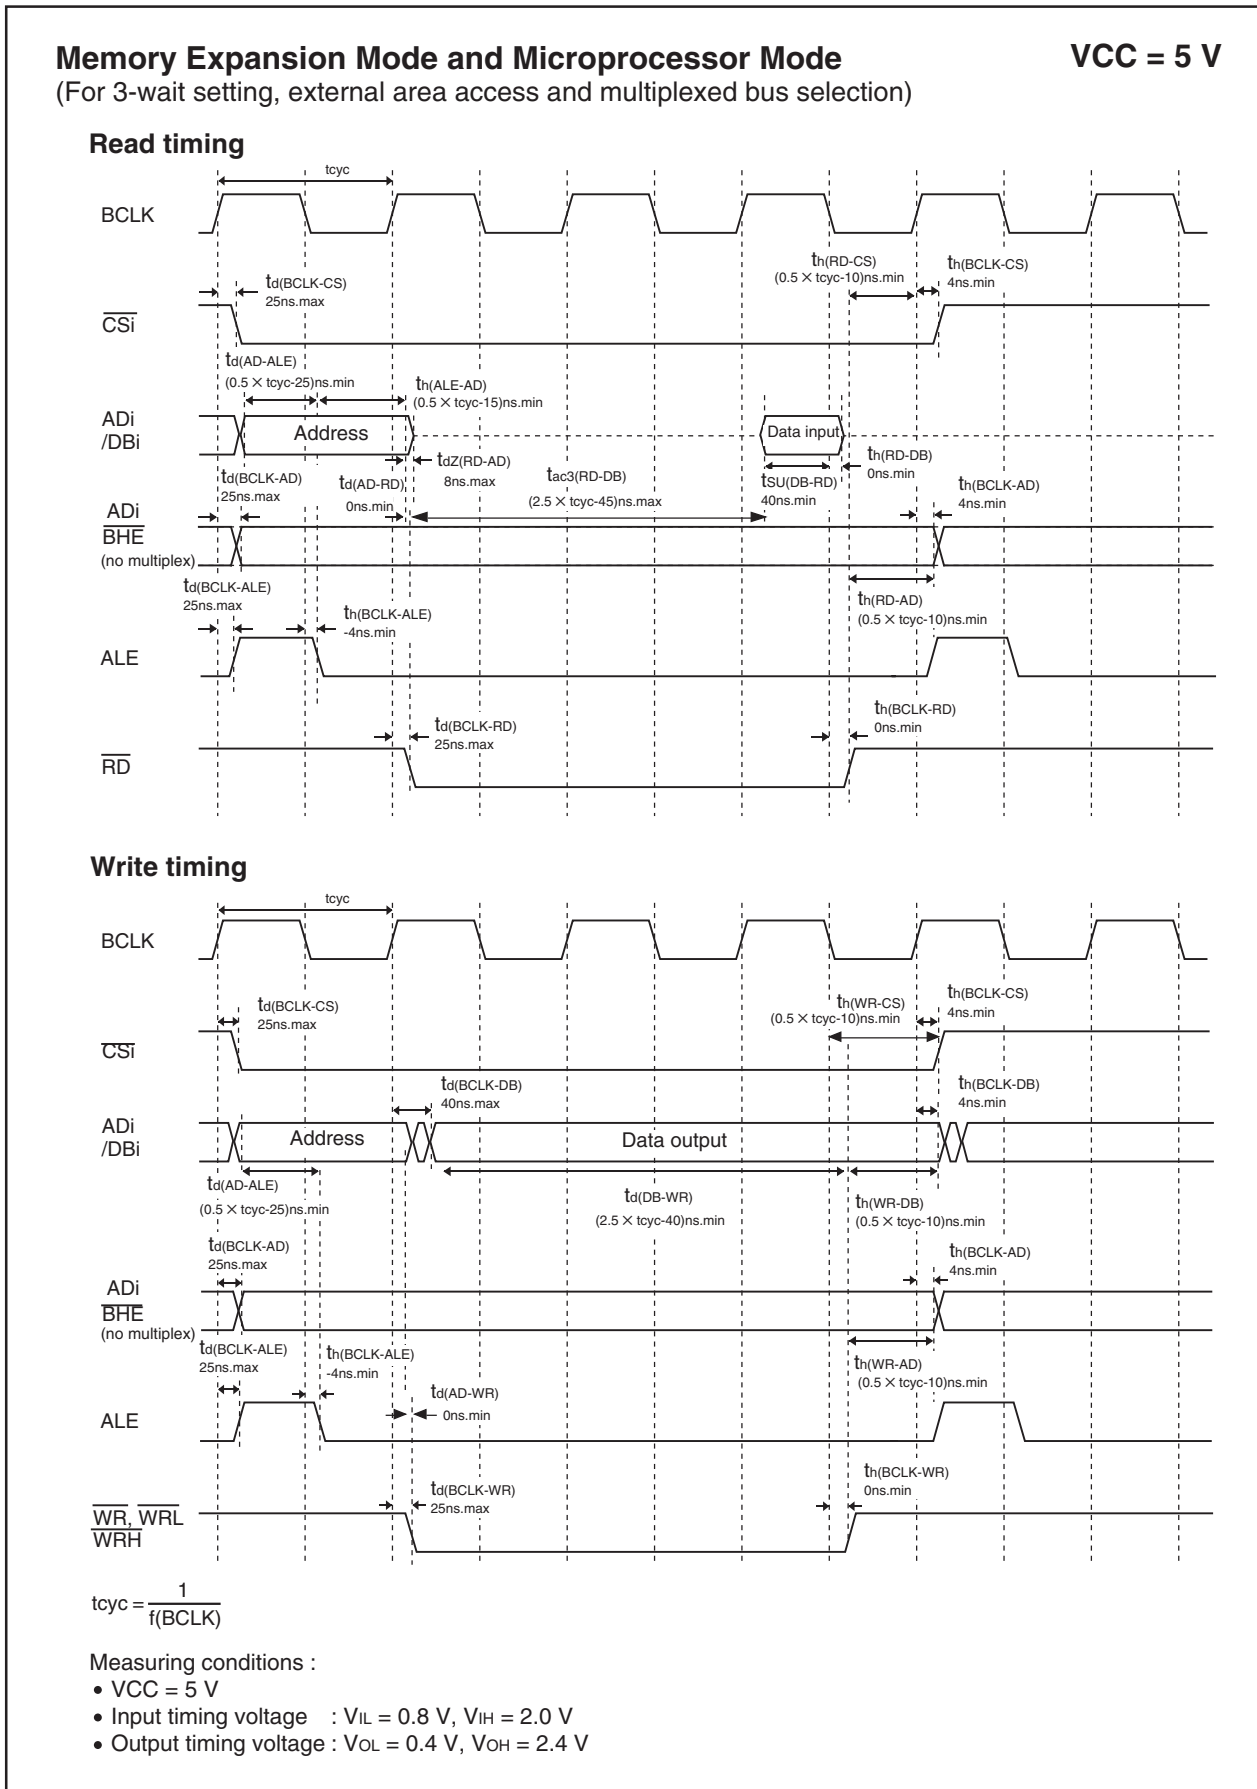 Memory Expansion Mode and Microprocessor Mode
VCC = 5 V
(For 3-wait setting, external area access and multiplexed bus selection)
Read timing
tcyc
BCLK
td(BCLK-CS)
25ns.max
th(RD-CS)
(0.5 × tcyc-10)ns.min
th(BCLK-CS)
4ns.min
CSi
td(AD-ALE)
(0.5 × tcyc-25)ns.min
th(ALE-AD)
(0.5 × tcyc-15)ns.min
ADi
/DBi
Address
Data input
td(BCLK-AD)
25ns.max
td(AD-RD)
0ns.min
tdZ(RD-AD)
8ns.max
tac3(RD-DB)
(2.5 × tcyc-45)ns.max
tSU(DB-RD)
40ns.min
th(RD-DB)
0ns.min
th(BCLK-AD)
4ns.min
ADi
BHE
(no multiplex)
td(BCLK-ALE)
25ns.max
th(BCLK-ALE)
-4ns.min
th(RD-AD)
(0.5 × tcyc-10)ns.min
ALE
td(BCLK-RD)
25ns.max
th(BCLK-RD)
0ns.min
RD
Write timing
tcyc
BCLK
td(BCLK-CS)
25ns.max
th(WR-CS)
(0.5 × tcyc-10)ns.min
th(BCLK-CS)
4ns.min
CSi
td(BCLK-DB)
40ns.max
th(BCLK-DB)
4ns.min
ADi
/DBi
Address
Data output
td(AD-ALE)
(0.5 × tcyc-25)ns.min
td(DB-WR)
(2.5 × tcyc-40)ns.min
th(WR-DB)
(0.5 × tcyc-10)ns.min
td(BCLK-AD)
25ns.max
th(BCLK-AD)
4ns.min
ADi
BHE
(no multiplex)
td(BCLK-ALE)
25ns.max
th(BCLK-ALE)
-4ns.min
td(AD-WR)
0ns.min
th(WR-AD)
(0.5 × tcyc-10)ns.min
ALE
td(BCLK-WR)
25ns.max
th(BCLK-WR)
0ns.min
WR, WRL
WRH
tcyc = 1
f(BCLK)
Measuring conditions :
• VCC = 5 V
• Input timing voltage : VIL = 0.8 V, VIH = 2.0 V
• Output timing voltage : VOL = 0.4 V, VOH = 2.4 V